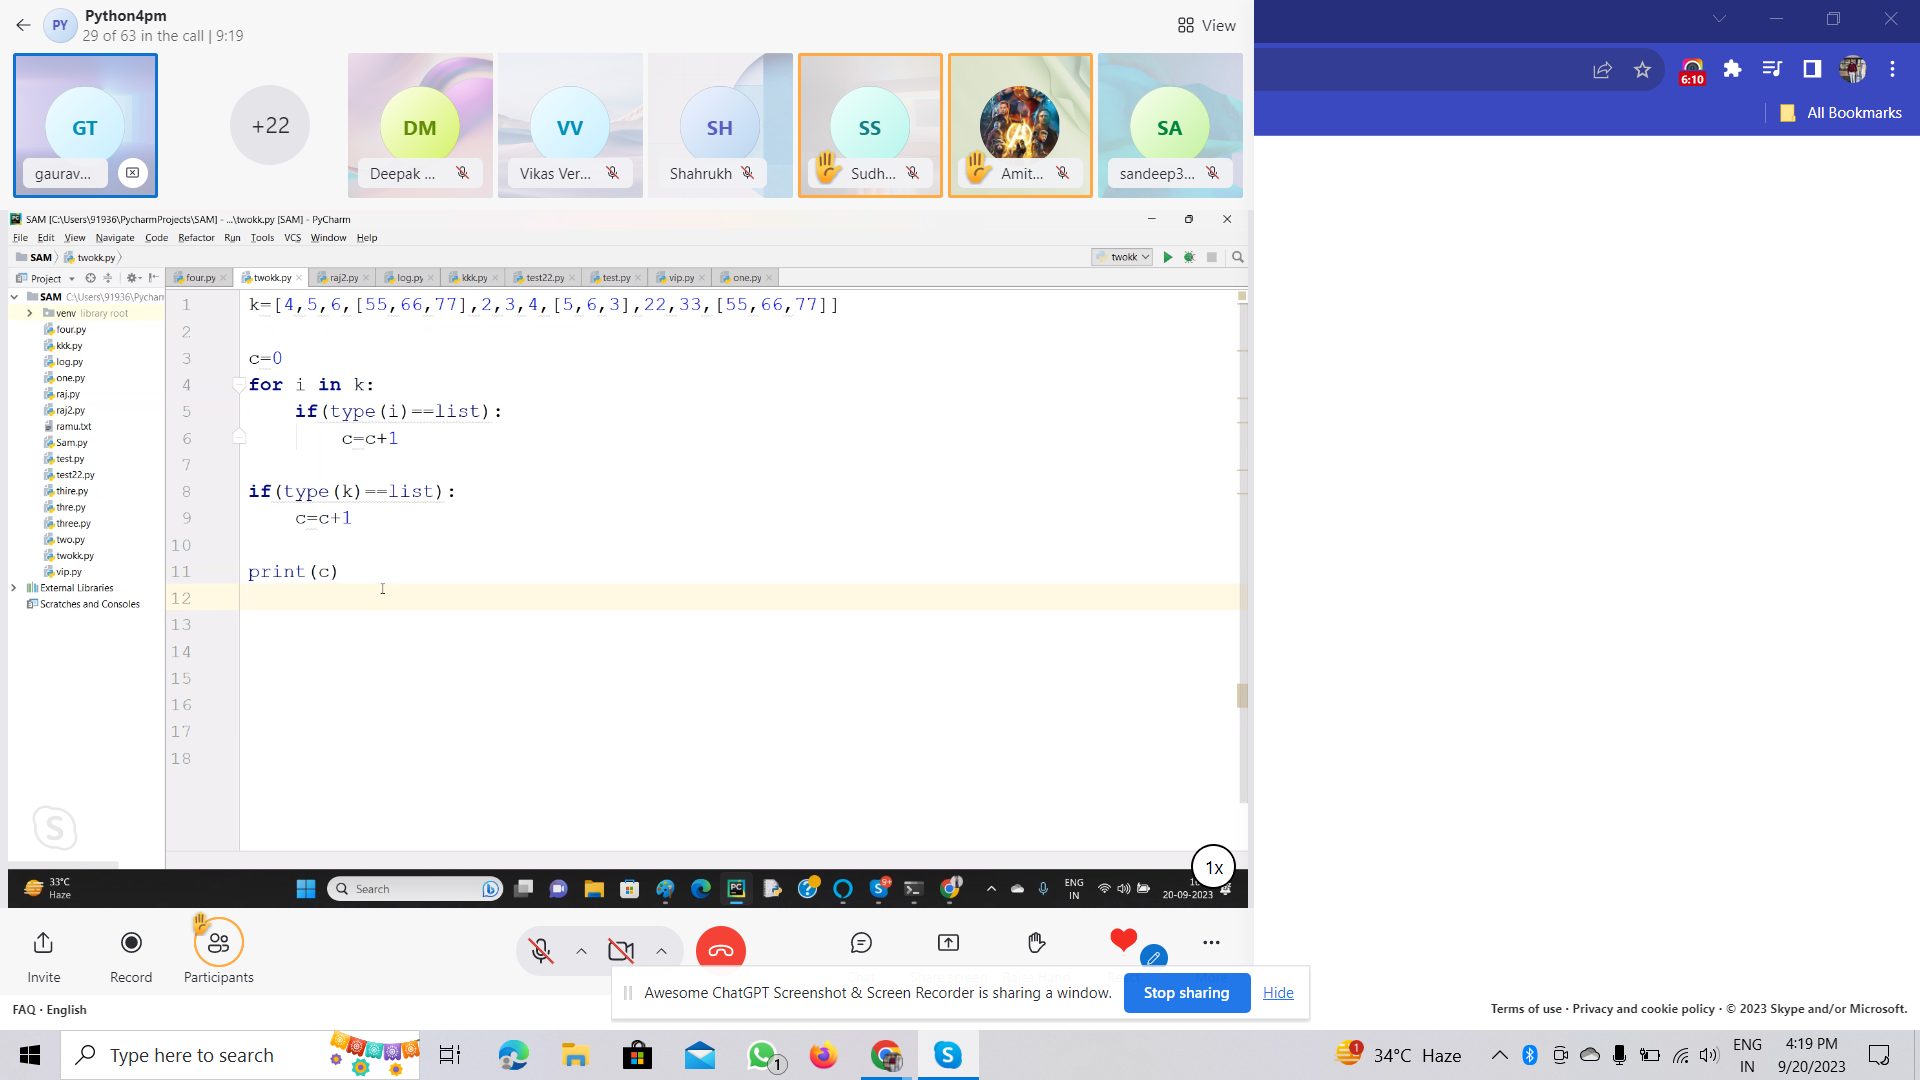 PY
Python4pm
29 of 63 in the call | 9:19
View
GT
gaurav...
+22
DM
Deepak ...
VV
Vikas Ver...
SH
Shahrukh
SS
Sudh...
Amit...
SA
sandeep3...
6:10
All Bookmarks
SAM [C:\Users\91936\PycharmProjects\SAM] - ...\twokk.py [SAM] - PyCharm
File Edit View Navigate Code Refactor Run Tools VCS Window Help
SAM twokk.py
twokk
Project
four.py twokk.py raj2.py log.py kkk.py test22.py test.py vip.py one.py
SAM C:\Users\91936\Pycharm
venv library root
four.py
kkk.py
log.py
one.py
raj.py
raj2.py
ramu.txt
Sam.py
test.py
test22.py
thire.py
thre.py
three.py
two.py
twokk.py
vip.py
External Libraries
Scratches and Consoles
1 k=[4,5,6,[55,66,77],2,3,4,[5,6,3],22,33,[55,66,77]]
2
3 c=0
4 for i in k:
5 if(type(i)==list):
6 c=c+1
7
8 if(type(k)==list):
9 c=c+1
10
11 print(c)
12
13
14
15
16
17
18
1x
33°C
Haze
Search
ENG
IN
20-09-2023
Invite
Record
Participants
Awesome ChatGPT Screenshot & Screen Recorder is sharing a window.
Stop sharing
Hide
FAQ · English
Terms of use · Privacy and cookie policy · © 2023 Skype and/or Microsoft.
Type here to search
1
1
34°C Haze
ENG
IN
4:19 PM
9/20/2023